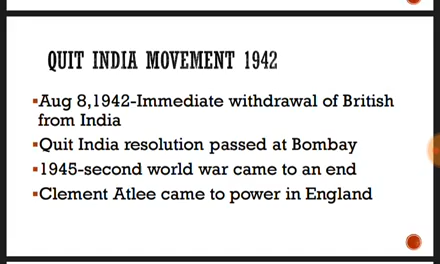 QUIT INDIA MOVEMENT 1942
▪Aug 8,1942-Immediate withdrawal of British
from India
▪Quit India resolution passed at Bombay
▪1945-second world war came to an end
▪Clement Atlee came to power in England